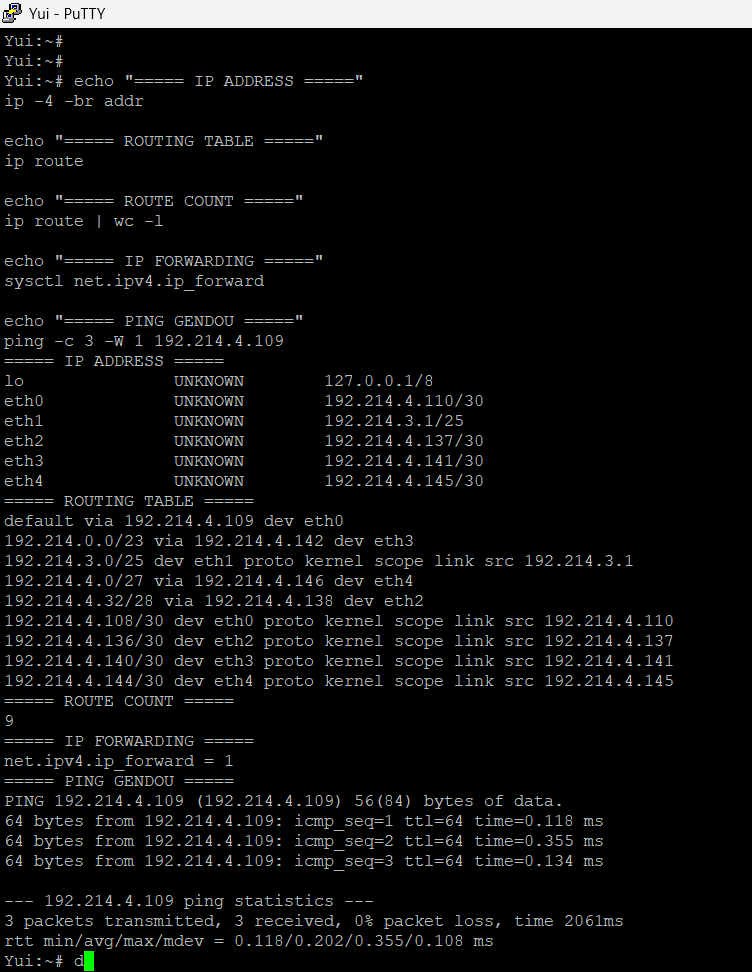 Yui - PuTTY
Yui:~#
Yui:~#
Yui:~# echo "===== IP ADDRESS ====="
ip -4 -br addr
echo "===== ROUTING TABLE ====="
ip route
echo "===== ROUTE COUNT ====="
ip route | wc -l
echo "===== IP FORWARDING ====="
sysctl net.ipv4.ip_forward
echo "===== PING GENDOU ====="
ping -c 3 -W 1 192.214.4.109
===== IP ADDRESS =====
lo               UNKNOWN        127.0.0.1/8
eth0             UNKNOWN        192.214.4.110/30
eth1             UNKNOWN        192.214.3.1/25
eth2             UNKNOWN        192.214.4.137/30
eth3             UNKNOWN        192.214.4.141/30
eth4             UNKNOWN        192.214.4.145/30
===== ROUTING TABLE =====
default via 192.214.4.109 dev eth0
192.214.0.0/23 via 192.214.4.142 dev eth3
192.214.3.0/25 dev eth1 proto kernel scope link src 192.214.3.1
192.214.4.0/27 via 192.214.4.146 dev eth4
192.214.4.32/28 via 192.214.4.138 dev eth2
192.214.4.108/30 dev eth0 proto kernel scope link src 192.214.4.110
192.214.4.136/30 dev eth2 proto kernel scope link src 192.214.4.137
192.214.4.140/30 dev eth3 proto kernel scope link src 192.214.4.141
192.214.4.144/30 dev eth4 proto kernel scope link src 192.214.4.145
===== ROUTE COUNT =====
9
===== IP FORWARDING =====
net.ipv4.ip_forward = 1
===== PING GENDOU =====
PING 192.214.4.109 (192.214.4.109) 56(84) bytes of data.
64 bytes from 192.214.4.109: icmp_seq=1 ttl=64 time=0.118 ms
64 bytes from 192.214.4.109: icmp_seq=2 ttl=64 time=0.355 ms
64 bytes from 192.214.4.109: icmp_seq=3 ttl=64 time=0.134 ms
--- 192.214.4.109 ping statistics ---
3 packets transmitted, 3 received, 0% packet loss, time 2061ms
rtt min/avg/max/mdev = 0.118/0.202/0.355/0.108 ms
Yui:~# d